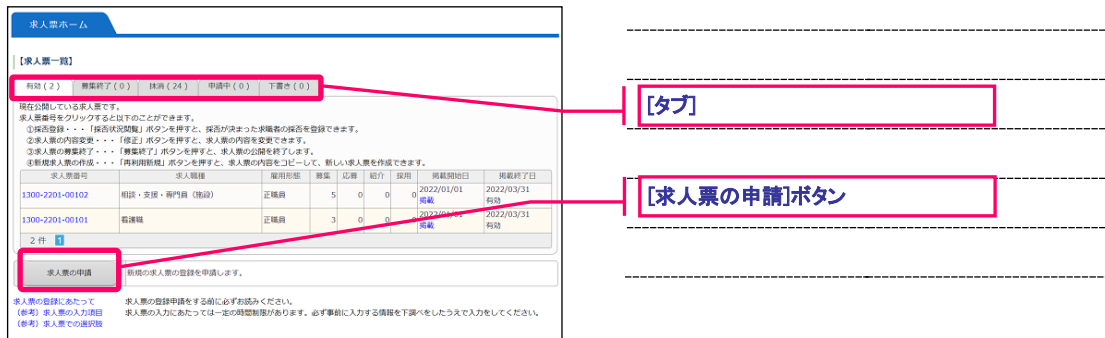 求人票ホーム
【求人票一覧】
有効(2) 募集終了(0) 抹消(24) 申請中(0) 下書き(0)
現在公開している求人票です。
求人票番号をクリックすると以下のことができます。
①採否登録・・・「採否状況閲覧」ボタンを押すと、採否が決まった求職者の採否を登録できます。
②求人票の内容変更・・・「修正」ボタンを押すと、求人票の内容を変更できます。
③求人票の募集終了・・・「募集終了」ボタンを押すと、求人票の公開を終了します。
④新規求人票の作成・・・「再利用新規」ボタンを押すと、求人票の内容をコピーして、新しい求人票を作成できます。
求人票番号 求人職種 雇用形態 募集 応募 紹介 採用 掲載開始日 掲載終了日
1300-2201-00102 相談・支援・専門員(施設) 正職員 5 0 0 0 2022/01/01 掲載 2022/03/31 有効
1300-2201-00101 看護職 正職員 3 0 0 0 2022/01/01 掲載 2022/03/31 有効
2 件 1
求人票の申請 新規の求人票の登録を申請します。
求人票の登録にあたって 求人票の登録申請をする前に必ずお読みください。
(参考)求人票の入力項目 求人票の入力にあたっては一定の時間制限があります。必ず事前に入力する情報を下調べをしたうえで入力をしてください。
(参考)求人票での選択肢
[タブ]
[求人票の申請]ボタン